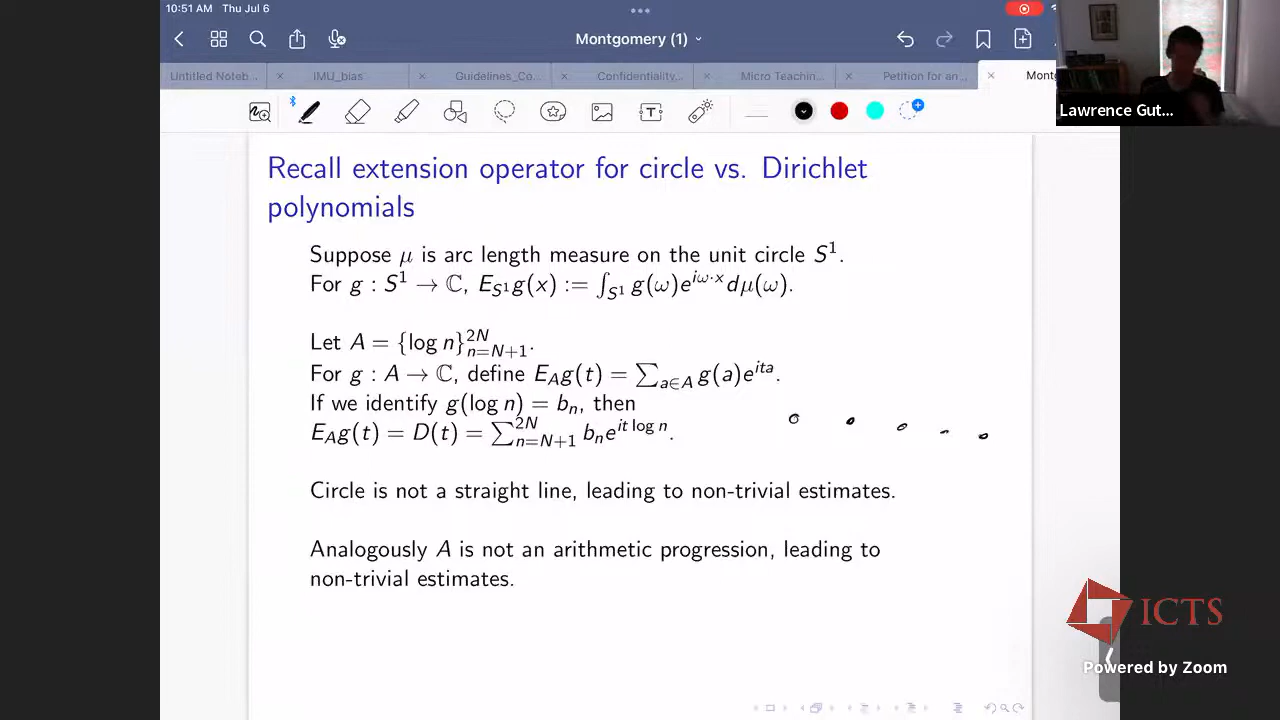 10:51 AM Thu Jul 6
Montgomery (1)
Untitled Noteb...
IMU_bias
Guidelines_Co...
Confidentiality...
Micro Teachin...
Petition for an...
Lawrence Gut...
Recall extension operator for circle vs. Dirichlet
polynomials
Suppose μ is arc length measure on the unit circle S¹.
For g : S¹ → ℂ, E_{S¹}g(x) := ∫_{S¹} g(ω)e^{iω·x}dμ(ω).
Let A = {log n}_{n=N+1}^{2N}.
For g : A → ℂ, define E_A g(t) = ∑_{a∈A} g(a)e^{ita}.
If we identify g(log n) = b_n, then
E_A g(t) = D(t) = ∑_{n=N+1}^{2N} b_n e^{it log n}.
Circle is not a straight line, leading to non-trivial estimates.
Analogously A is not an arithmetic progression, leading to
non-trivial estimates.
ICTS
Powered by Zoom